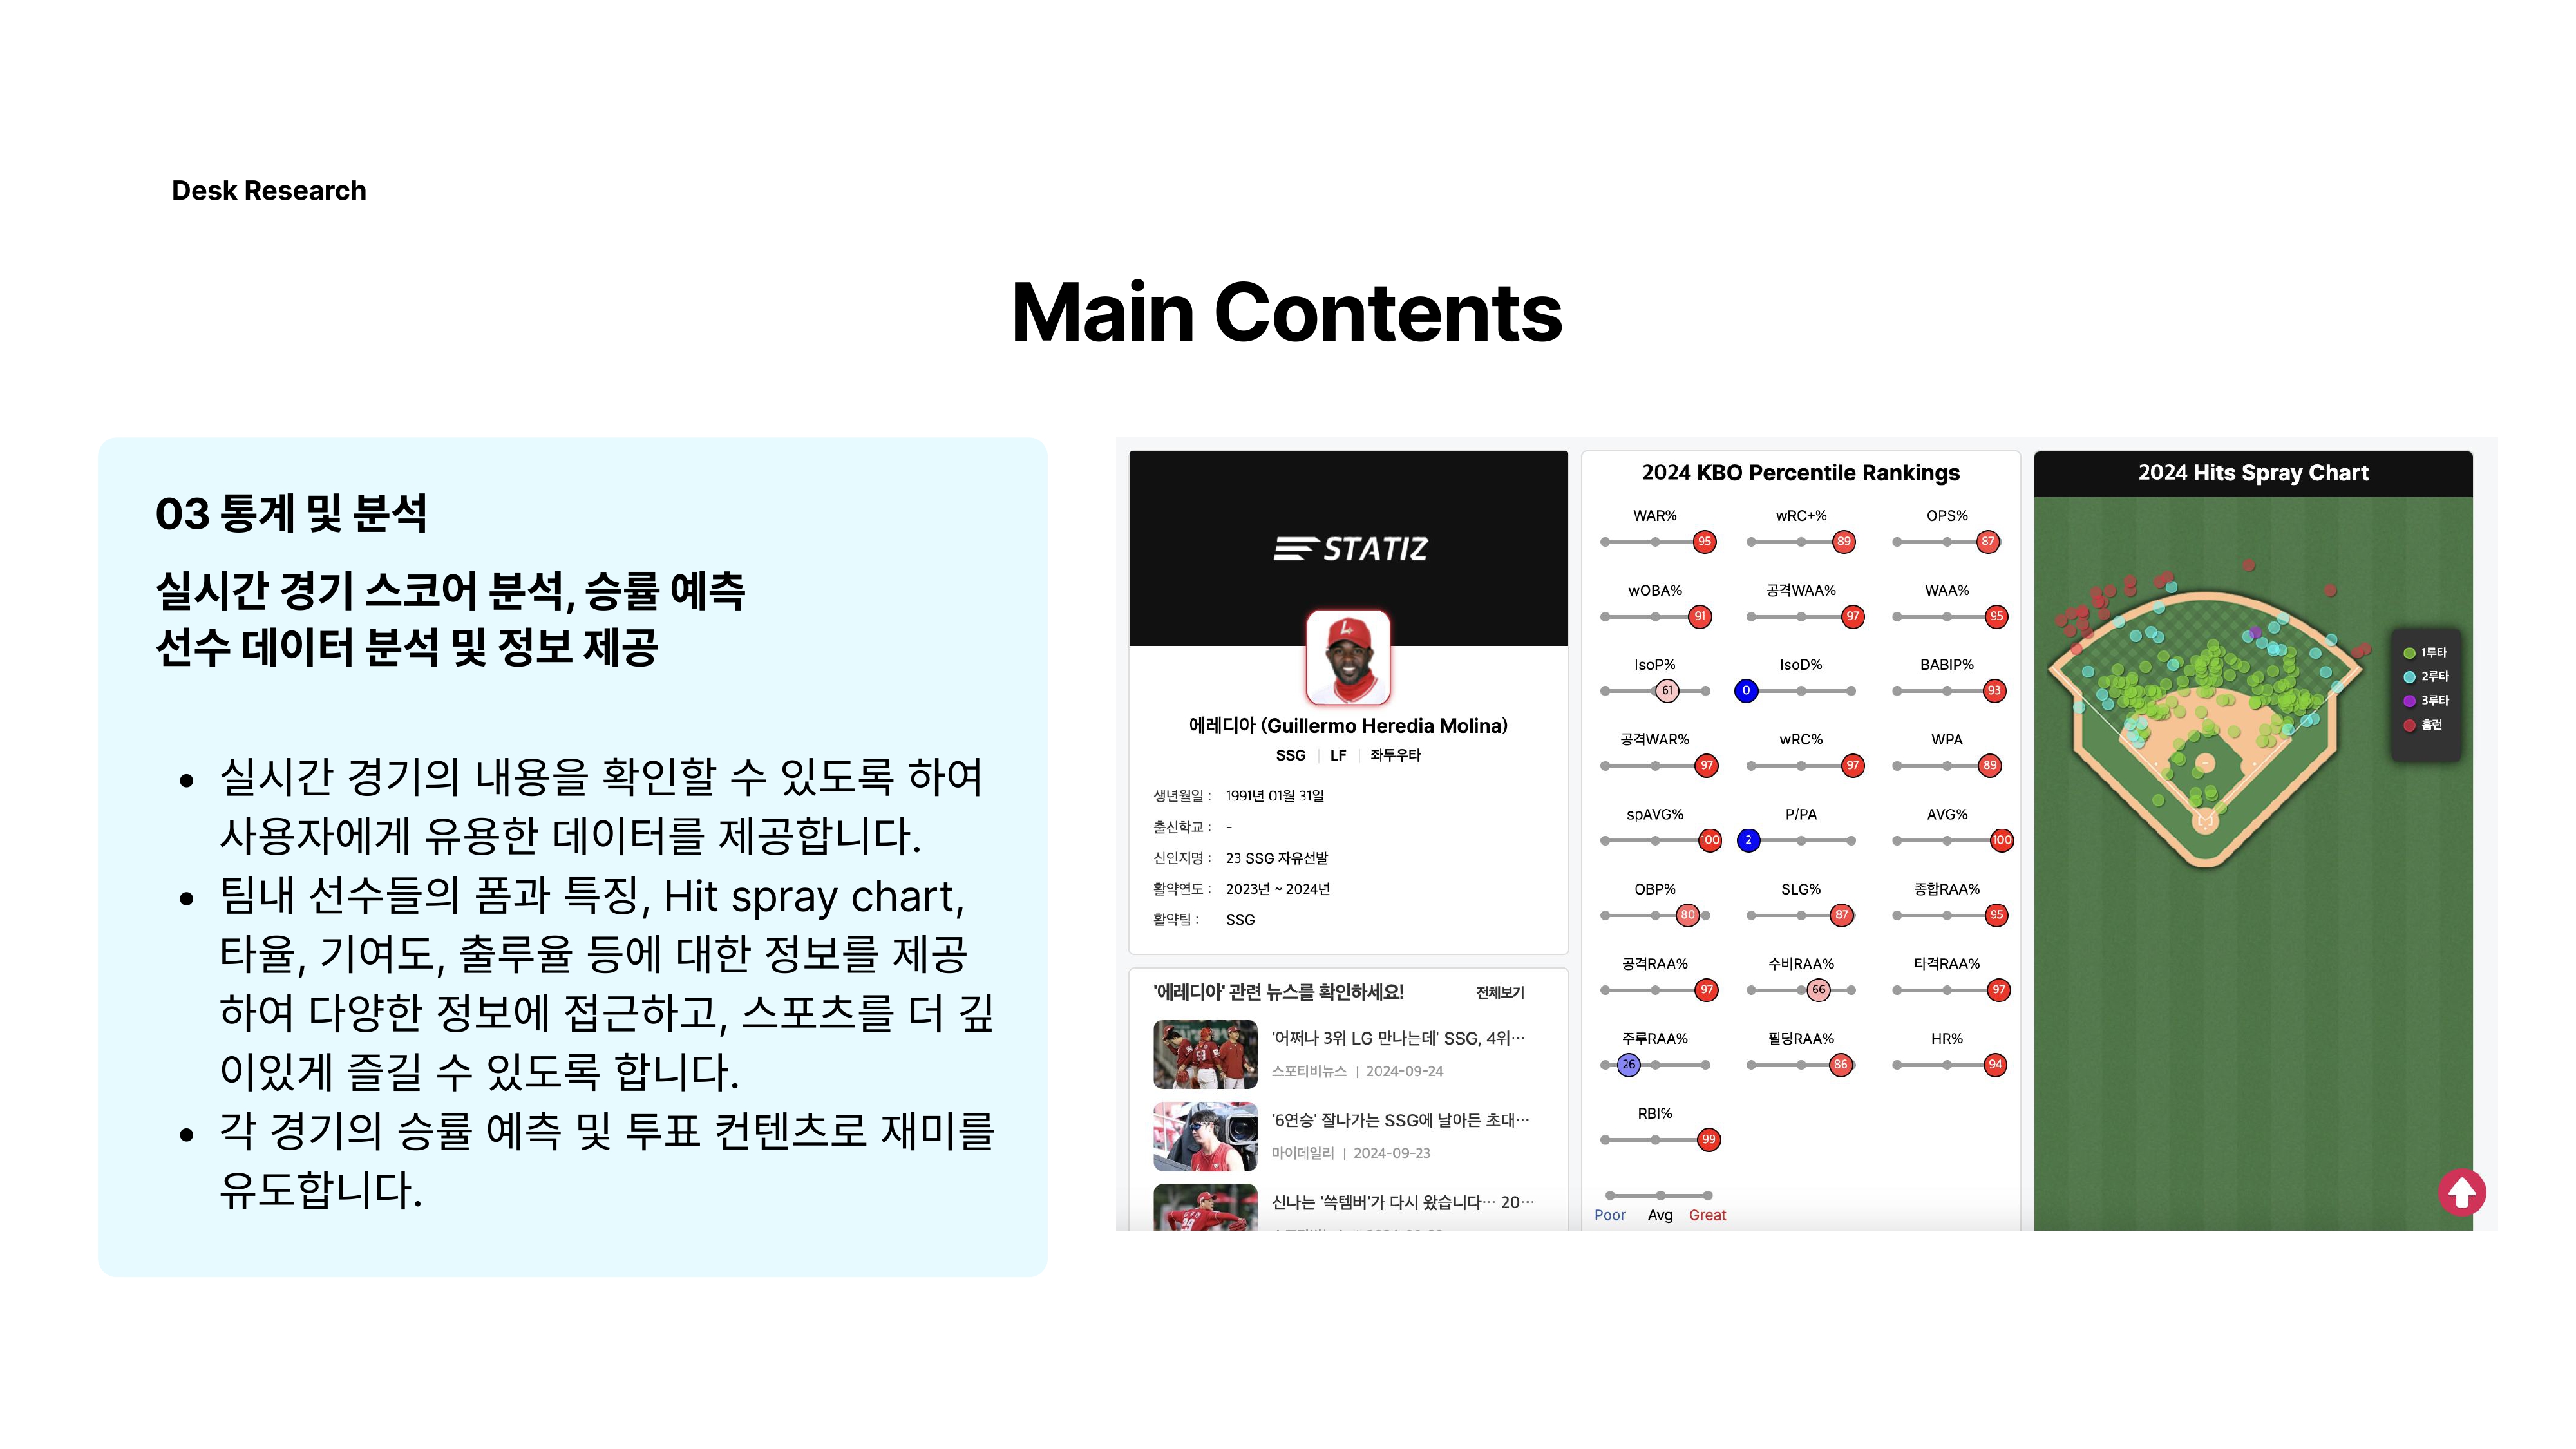 Desk Research
Main Contents
03 통계 및 분석
실시간 경기 스코어 분석, 승률 예측
선수 데이터 분석 및 정보 제공
• 실시간 경기의 내용을 확인할 수 있도록 하여
사용자에게 유용한 데이터를 제공합니다.
• 팀내 선수들의 폼과 특징, Hit spray chart,
타율, 기여도, 출루율 등에 대한 정보를 제공
하여 다양한 정보에 접근하고, 스포츠를 더 깊
이있게 즐길 수 있도록 합니다.
• 각 경기의 승률 예측 및 투표 컨텐츠로 재미를
유도합니다.
STATIZ
에레디아 (Guillermo Heredia Molina)
SSG | LF | 좌투우타
생년월일 : 1991년 01월 31일
출신학교 : -
신인지명 : 23 SSG 자유선발
활약연도 : 2023년 ~ 2024년
활약팀 : SSG
'에레디아' 관련 뉴스를 확인하세요! 전체보기
'어쩌나 3위 LG 만나는데' SSG, 4위…
스포티비뉴스 | 2024-09-24
'6연승' 잘나가는 SSG에 날아든 초대…
마이데일리 | 2024-09-23
신나는 '쓱템버'가 다시 왔습니다… 20…
2024 KBO Percentile Rankings
WAR% wRC+% OPS%
95 89 87
wOBA% 공격WAA% WAA%
91 97 95
IsoP% IsoD% BABIP%
61 0 93
공격WAR% wRC% WPA
97 97 89
spAVG% P/PA AVG%
100 2 100
OBP% SLG% 종합RAA%
80 87 95
공격RAA% 수비RAA% 타격RAA%
97 66 97
주루RAA% 필딩RAA% HR%
26 86 94
RBI%
99
Poor Avg Great
2024 Hits Spray Chart
1루타
2루타
3루타
홈런